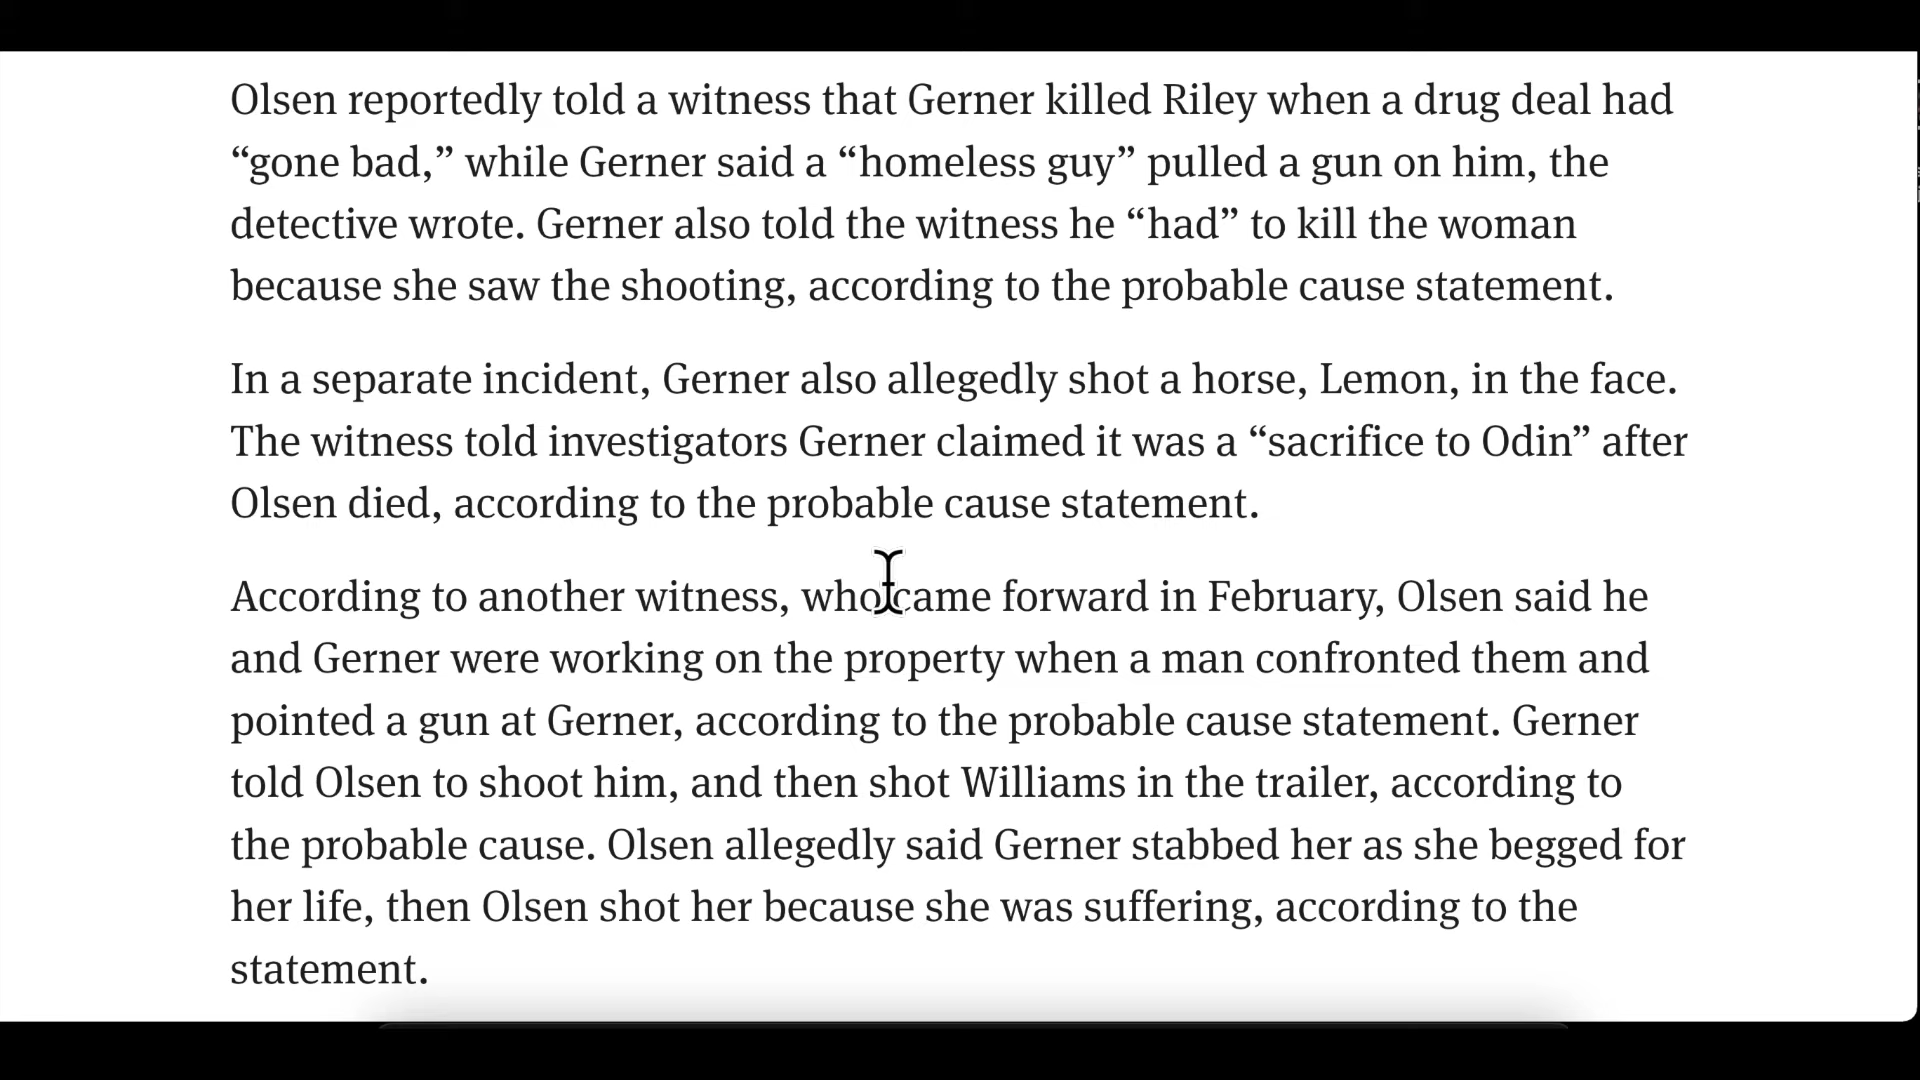 Olsen reportedly told a witness that Gerner killed Riley when a drug deal had
“gone bad,” while Gerner said a “homeless guy” pulled a gun on him, the
detective wrote. Gerner also told the witness he “had” to kill the woman
because she saw the shooting, according to the probable cause statement.
In a separate incident, Gerner also allegedly shot a horse, Lemon, in the face.
The witness told investigators Gerner claimed it was a “sacrifice to Odin” after
Olsen died, according to the probable cause statement.
According to another witness, who came forward in February, Olsen said he
and Gerner were working on the property when a man confronted them and
pointed a gun at Gerner, according to the probable cause statement. Gerner
told Olsen to shoot him, and then shot Williams in the trailer, according to
the probable cause. Olsen allegedly said Gerner stabbed her as she begged for
her life, then Olsen shot her because she was suffering, according to the
statement.